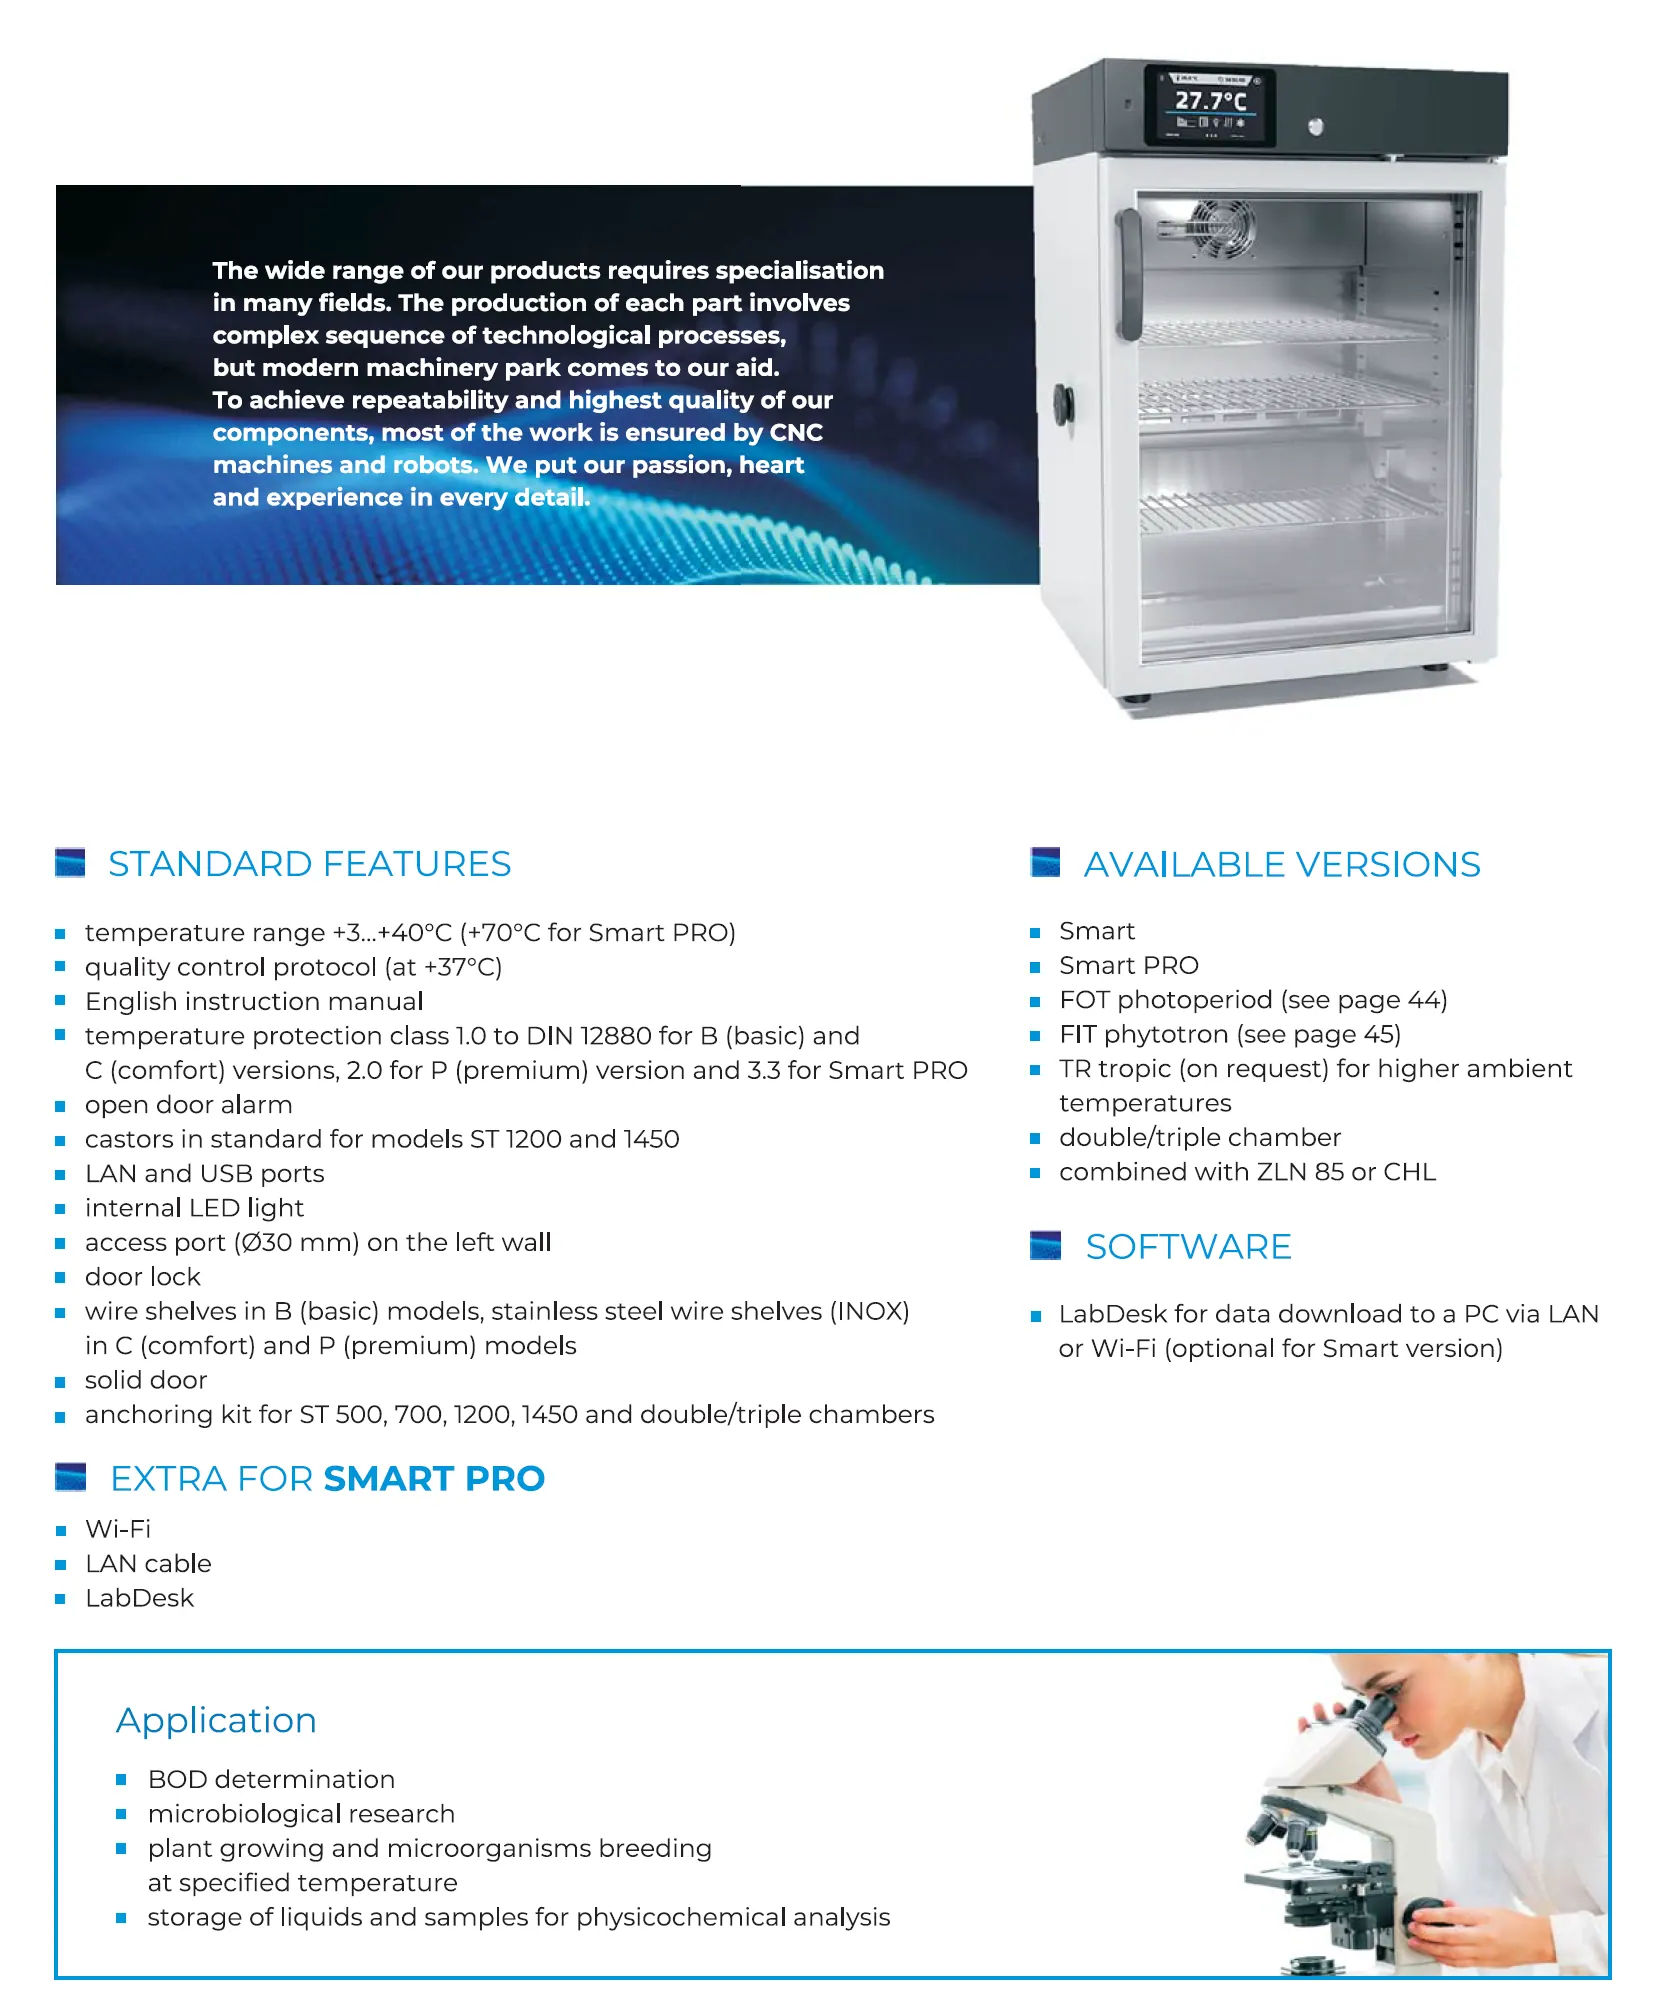 27.7°C
The wide range of our products requires specialisation
in many fields. The production of each part involves
complex sequence of technological processes,
but modern machinery park comes to our aid.
To achieve repeatability and highest quality of our
components, most of the work is ensured by CNC
machines and robots. We put our passion, heart
and experience in every detail.
STANDARD FEATURES
temperature range +3...+40°C (+70°C for Smart PRO)
quality control protocol (at +37°C)
English instruction manual
temperature protection class 1.0 to DIN 12880 for B (basic) and
C (comfort) versions, 2.0 for P (premium) version and 3.3 for Smart PRO
open door alarm
castors in standard for models ST 1200 and 1450
LAN and USB ports
internal LED light
access port (Ø30 mm) on the left wall
door lock
wire shelves in B (basic) models, stainless steel wire shelves (INOX)
in C (comfort) and P (premium) models
solid door
anchoring kit for ST 500, 700, 1200, 1450 and double/triple chambers
EXTRA FOR SMART PRO
Wi-Fi
LAN cable
LabDesk
AVAILABLE VERSIONS
Smart
Smart PRO
FOT photoperiod (see page 44)
FIT phytotron (see page 45)
TR tropic (on request) for higher ambient
temperatures
double/triple chamber
combined with ZLN 85 or CHL
SOFTWARE
LabDesk for data download to a PC via LAN
or Wi-Fi (optional for Smart version)
Application
BOD determination
microbiological research
plant growing and microorganisms breeding
at specified temperature
storage of liquids and samples for physicochemical analysis